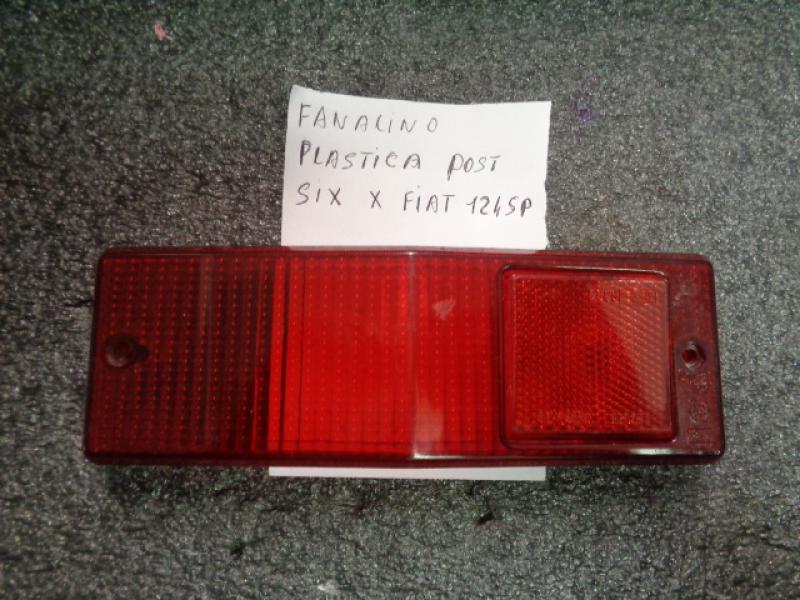 FANALINO
PLASTICA POST
SiX X FiAT 124SP